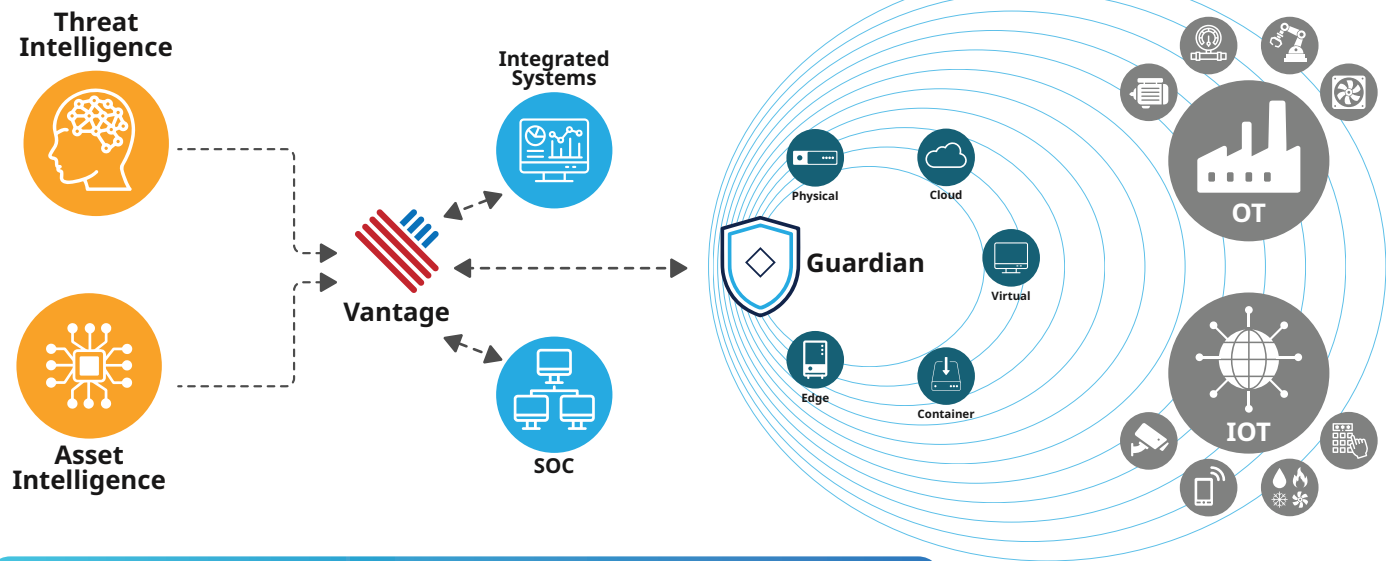 Threat
Intelligence
Integrated
Systems
Physical
Cloud
OT
Guardian
Virtual
Vantage
Edge
Container
IOT
Asset
Intelligence
SOC